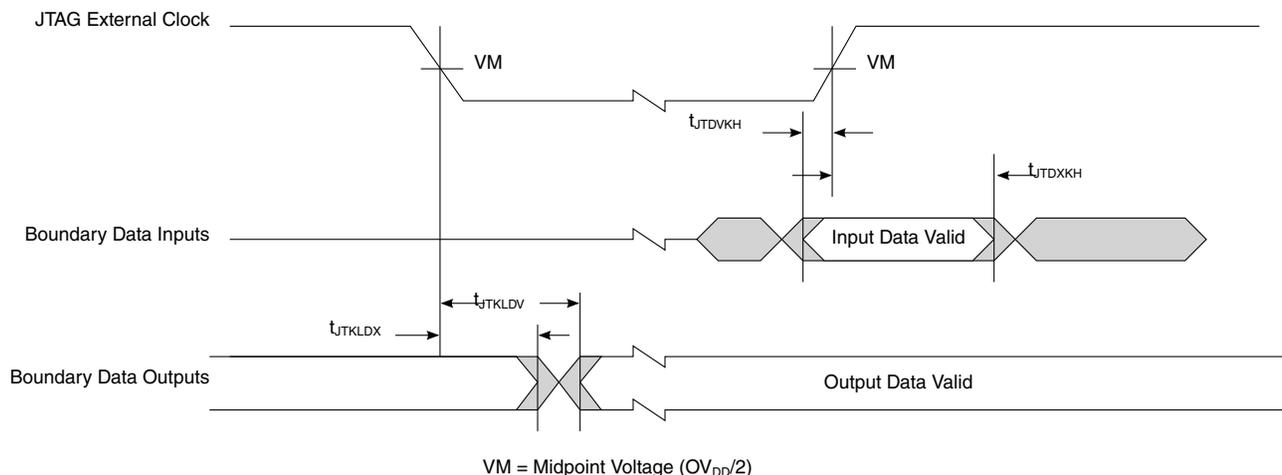 JTAG External Clock
VM
VM
tJTDVKH
tJTDXKH
Boundary Data Inputs
Input Data Valid
tJTKLDV
tJTKLDX
Boundary Data Outputs
Output Data Valid
VM = Midpoint Voltage (OVDD/2)